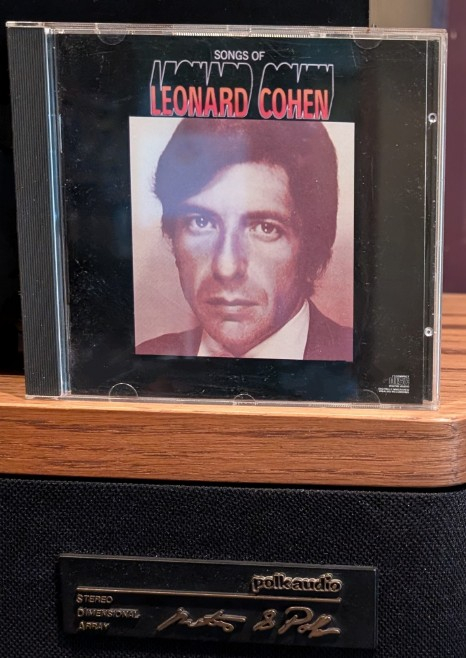 SONGS OF
LEONARD COHEN
polkaudio
STEREO
DIMENSIONAL
ARRAY